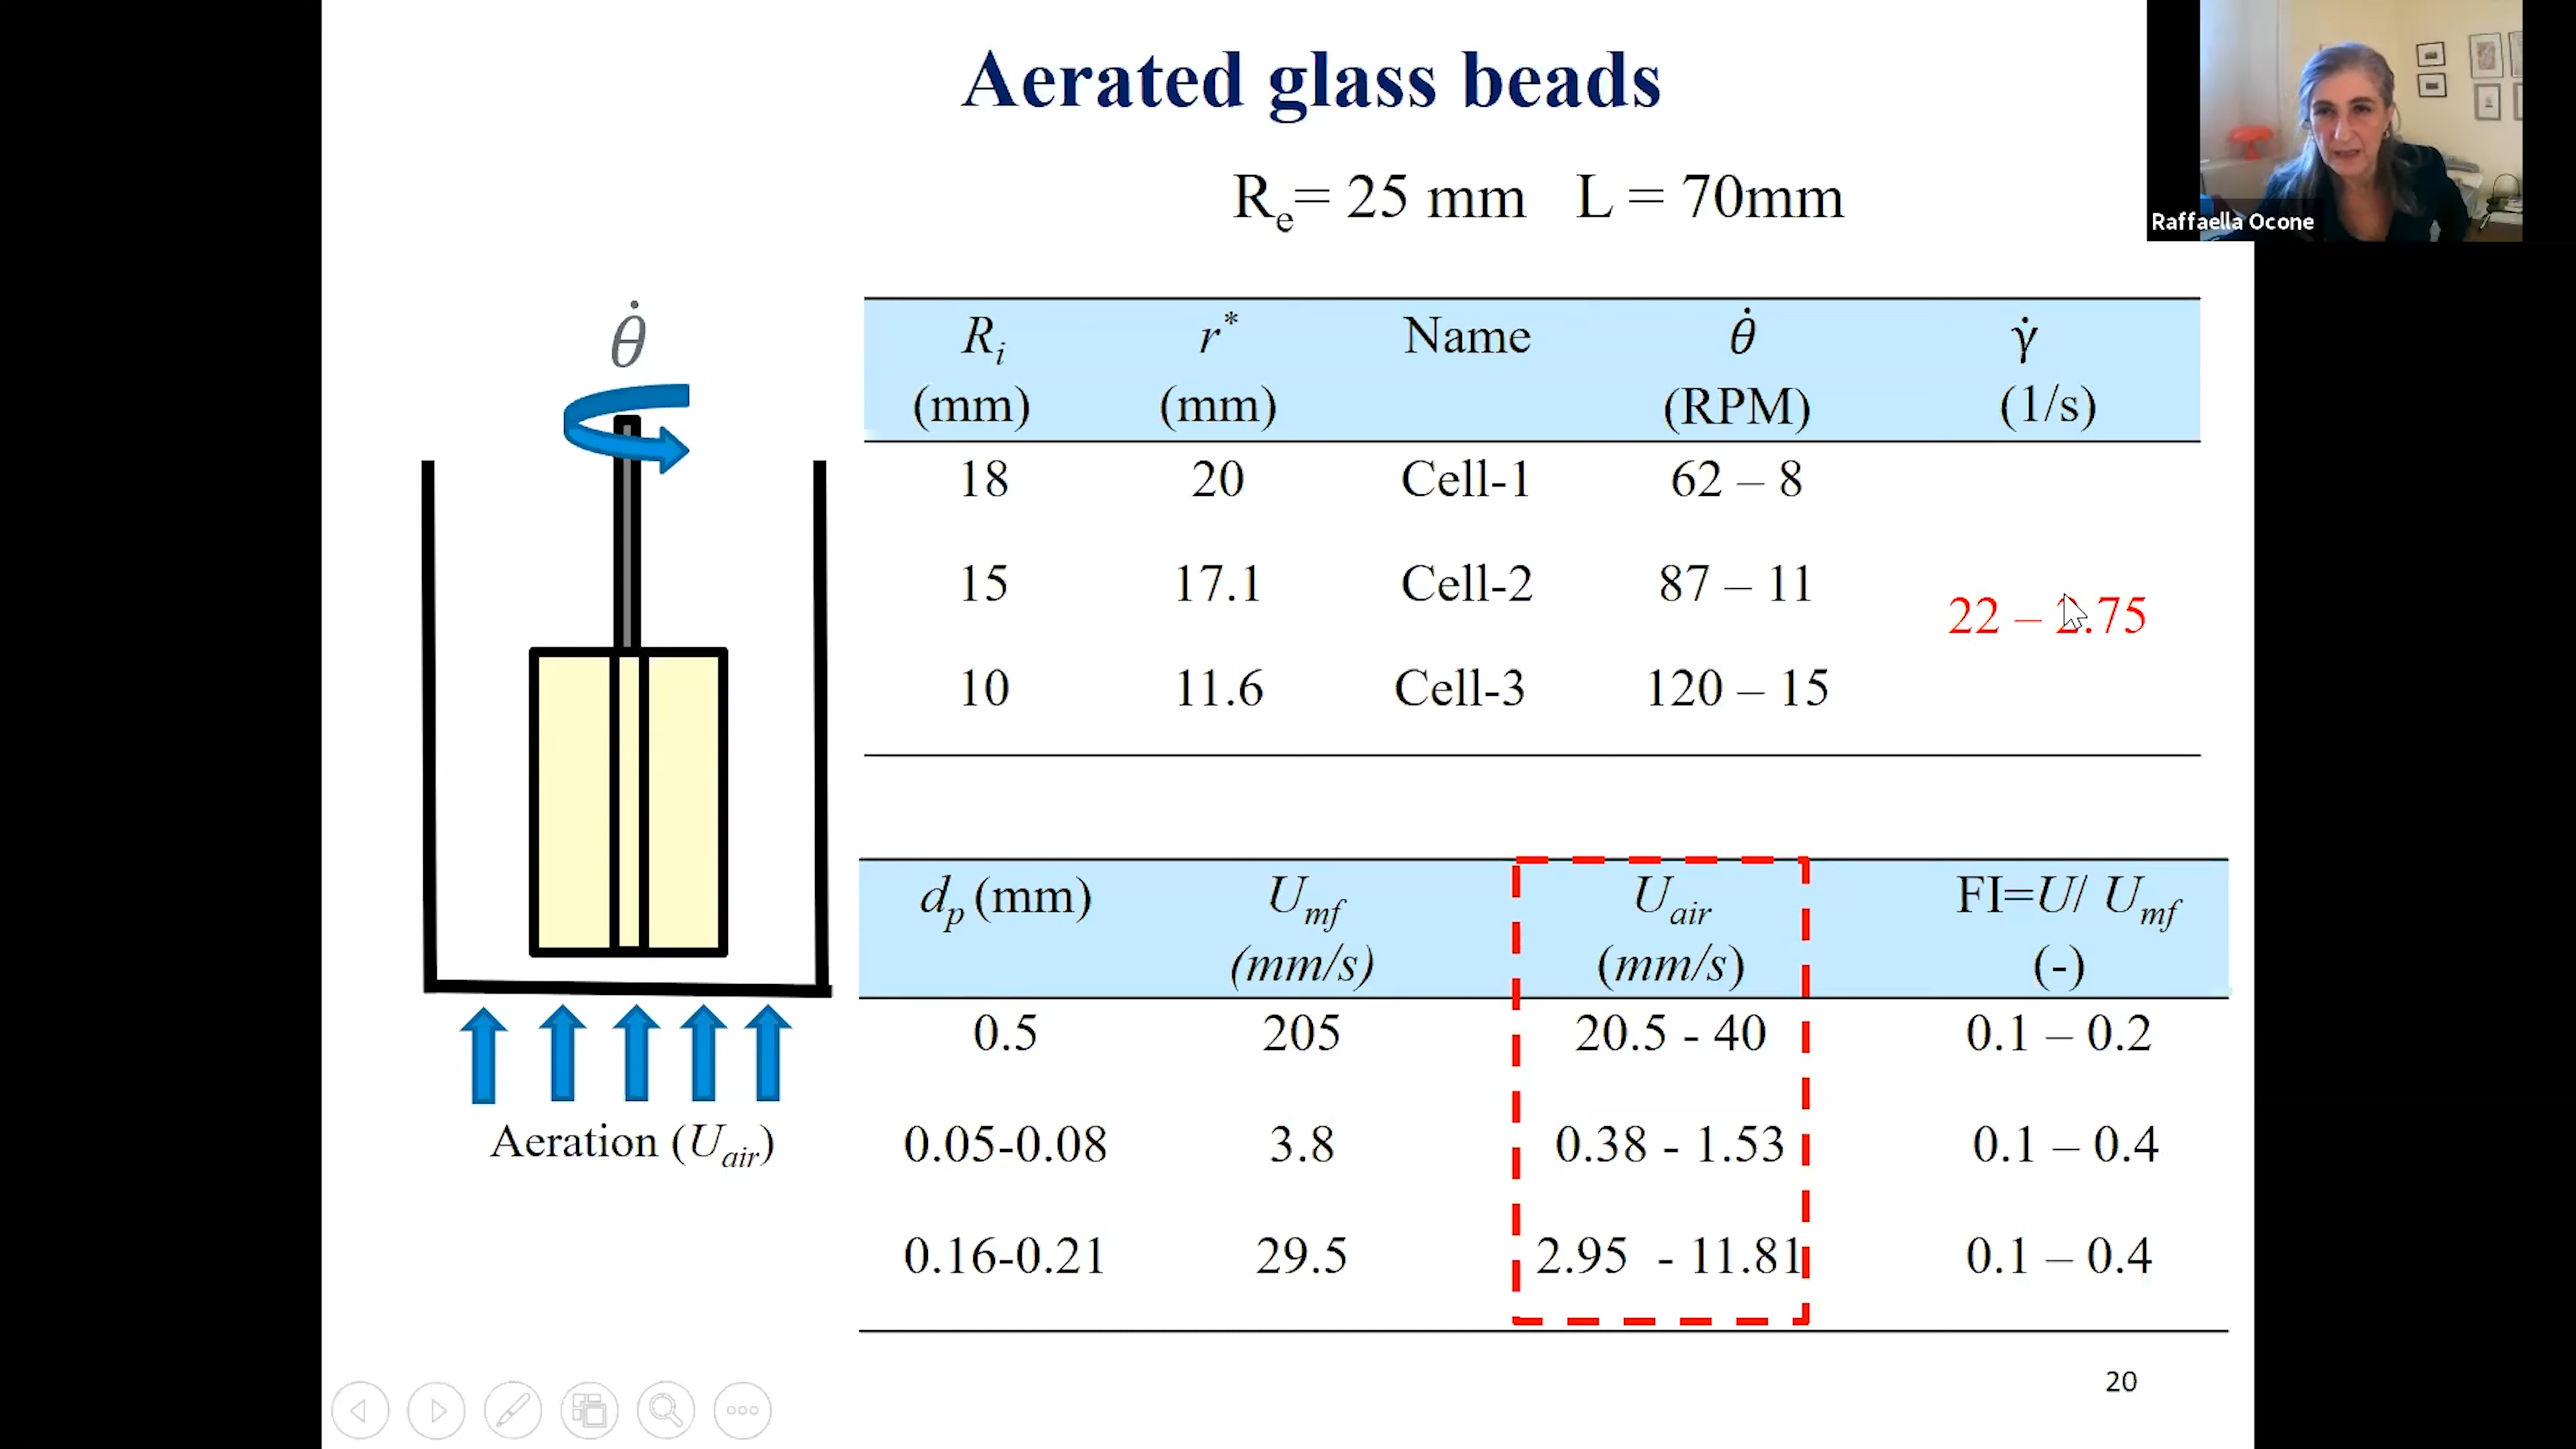 Aerated glass beads
Rₑ= 25 mm L = 70mm
Raffaella Ocone
θ̇
Rᵢ r* Name θ̇ γ̇
(mm) (mm) (RPM) (1/s)
18 20 Cell-1 62 – 8
15 17.1 Cell-2 87 – 11
22 – 2.75
10 11.6 Cell-3 120 – 15
dₚ (mm) Umf Uair FI=U/ Umf
(mm/s) (mm/s) (-)
0.5 205 20.5 - 40 0.1 – 0.2
0.05-0.08 3.8 0.38 - 1.53 0.1 – 0.4
0.16-0.21 29.5 2.95 - 11.81 0.1 – 0.4
Aeration (Uair)
20